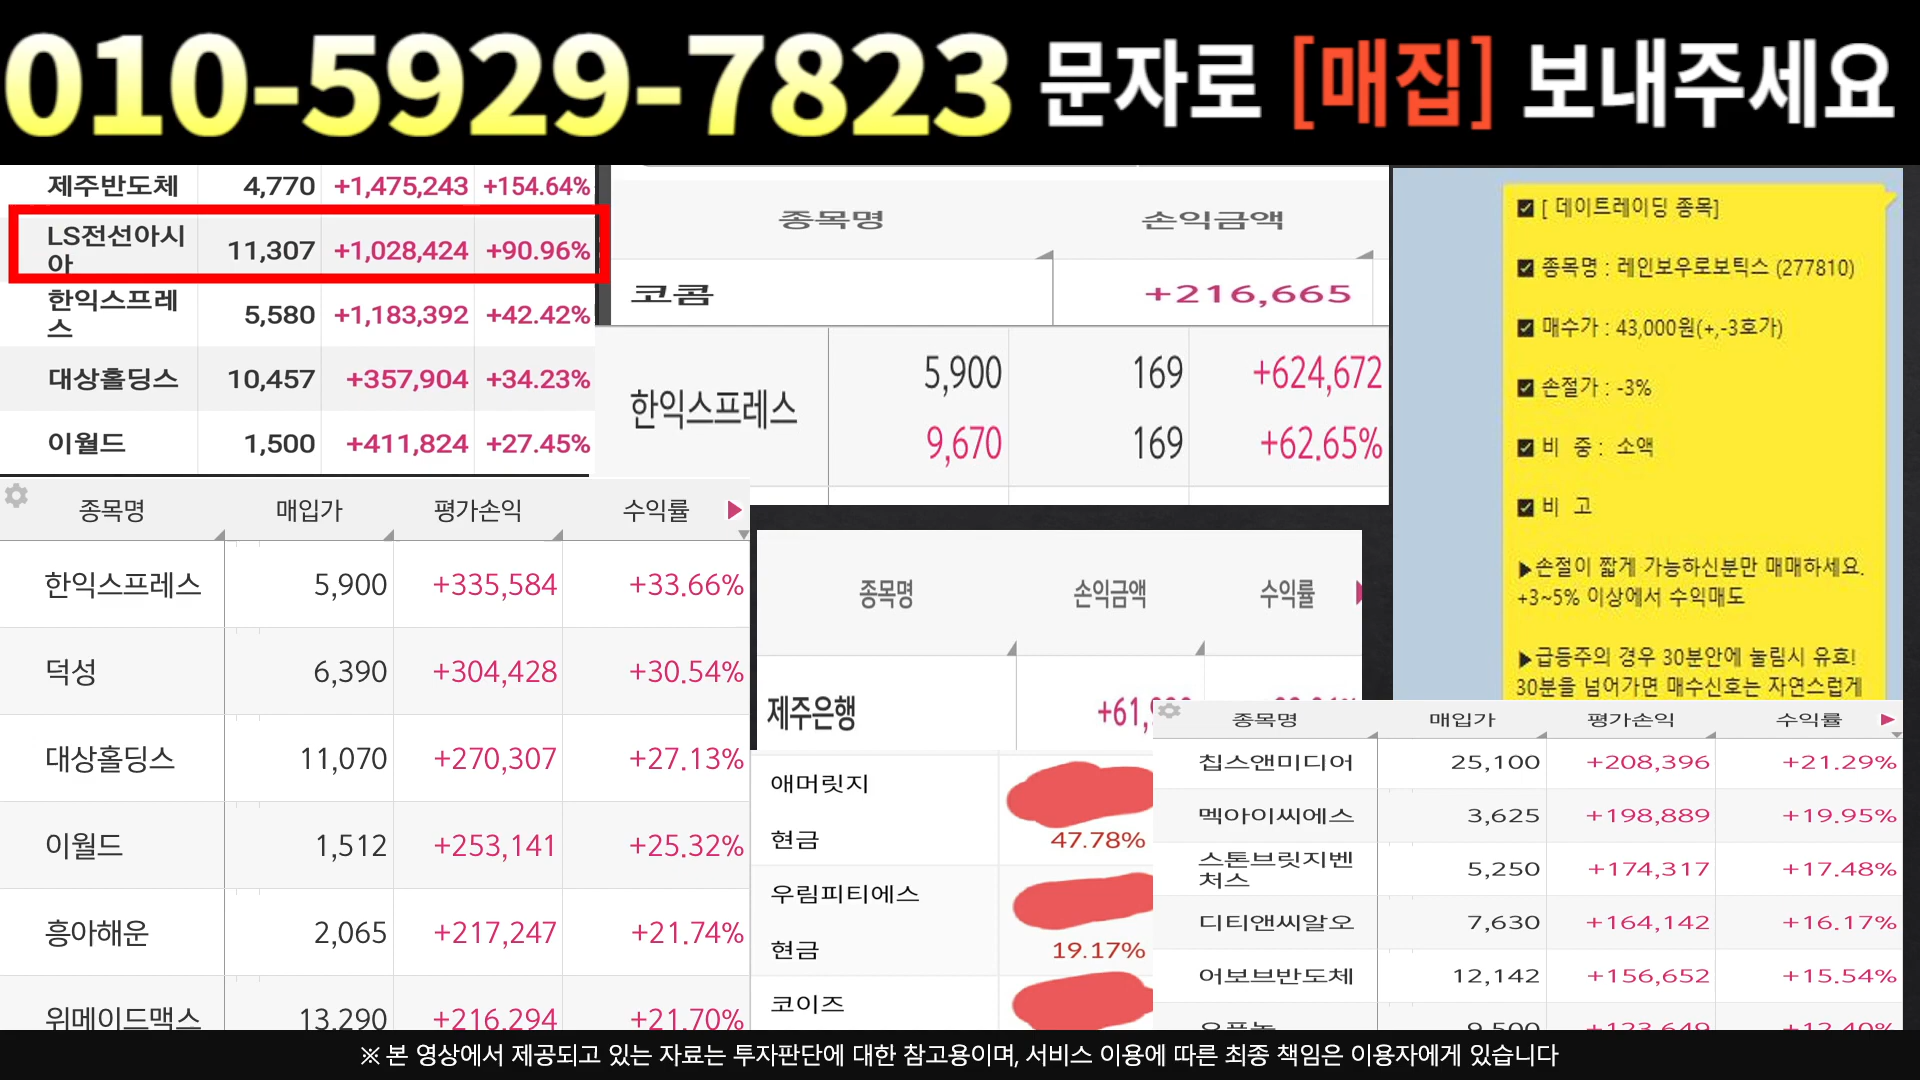 010-5929-7823 문자로 [매집] 보내주세요
제주반도체 4,770 +1,475,243 +154.64%
LS전선아시
아 11,307 +1,028,424 +90.96%
한익스프레
스 5,580 +1,183,392 +42.42%
대상홀딩스 10,457 +357,904 +34.23%
이월드 1,500 +411,824 +27.45%
종목명 손익금액
코콤 +216,665
한익스프레스 5,900 169 +624,672
9,670 169 +62.65%
[ 데이트레이딩 종목]
종목명 : 레인보우로보틱스 (277810)
매수가 : 43,000원(+,-3호가)
손절가 : -3%
비 중 : 소액
비 고
▶손절이 짧게 가능하신분만 매매하세요.
+3~5% 이상에서 수익매도
▶급등주의 경우 30분안에 눌림시 유효!
30분을 넘어가면 매수신호는 자연스럽게
종목명 매입가 평가손익 수익률
한익스프레스 5,900 +335,584 +33.66%
덕성 6,390 +304,428 +30.54%
대상홀딩스 11,070 +270,307 +27.13%
이월드 1,512 +253,141 +25.32%
흥아해운 2,065 +217,247 +21.74%
위메이드맥스 13,290 +216,294 +21.70%
종목명 손익금액 수익률
제주은행 +61,
애머릿지
현금 47.78%
우림피티에스
현금 19.17%
코이즈
종목명 매입가 평가손익 수익률
칩스앤미디어 25,100 +208,396 +21.29%
멕아이씨에스 3,625 +198,889 +19.95%
스톤브릿지벤
처스 5,250 +174,317 +17.48%
디티앤씨알오 7,630 +164,142 +16.17%
어보브반도체 12,142 +156,652 +15.54%
9,500 +123,649 +12.40%
※ 본 영상에서 제공되고 있는 자료는 투자판단에 대한 참고용이며, 서비스 이용에 따른 최종 책임은 이용자에게 있습니다